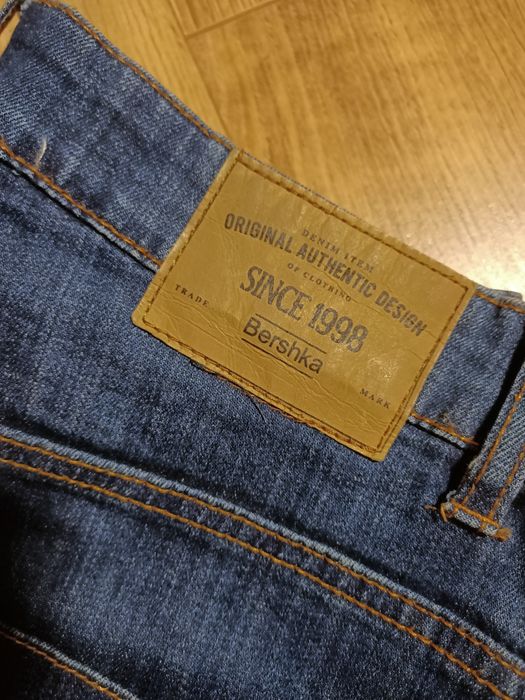 DENIM ITEM
ORIGINAL AUTHENTIC DESIGN
OF CLOTHING
SINCE 1998
TRADE
Bershka
MARK